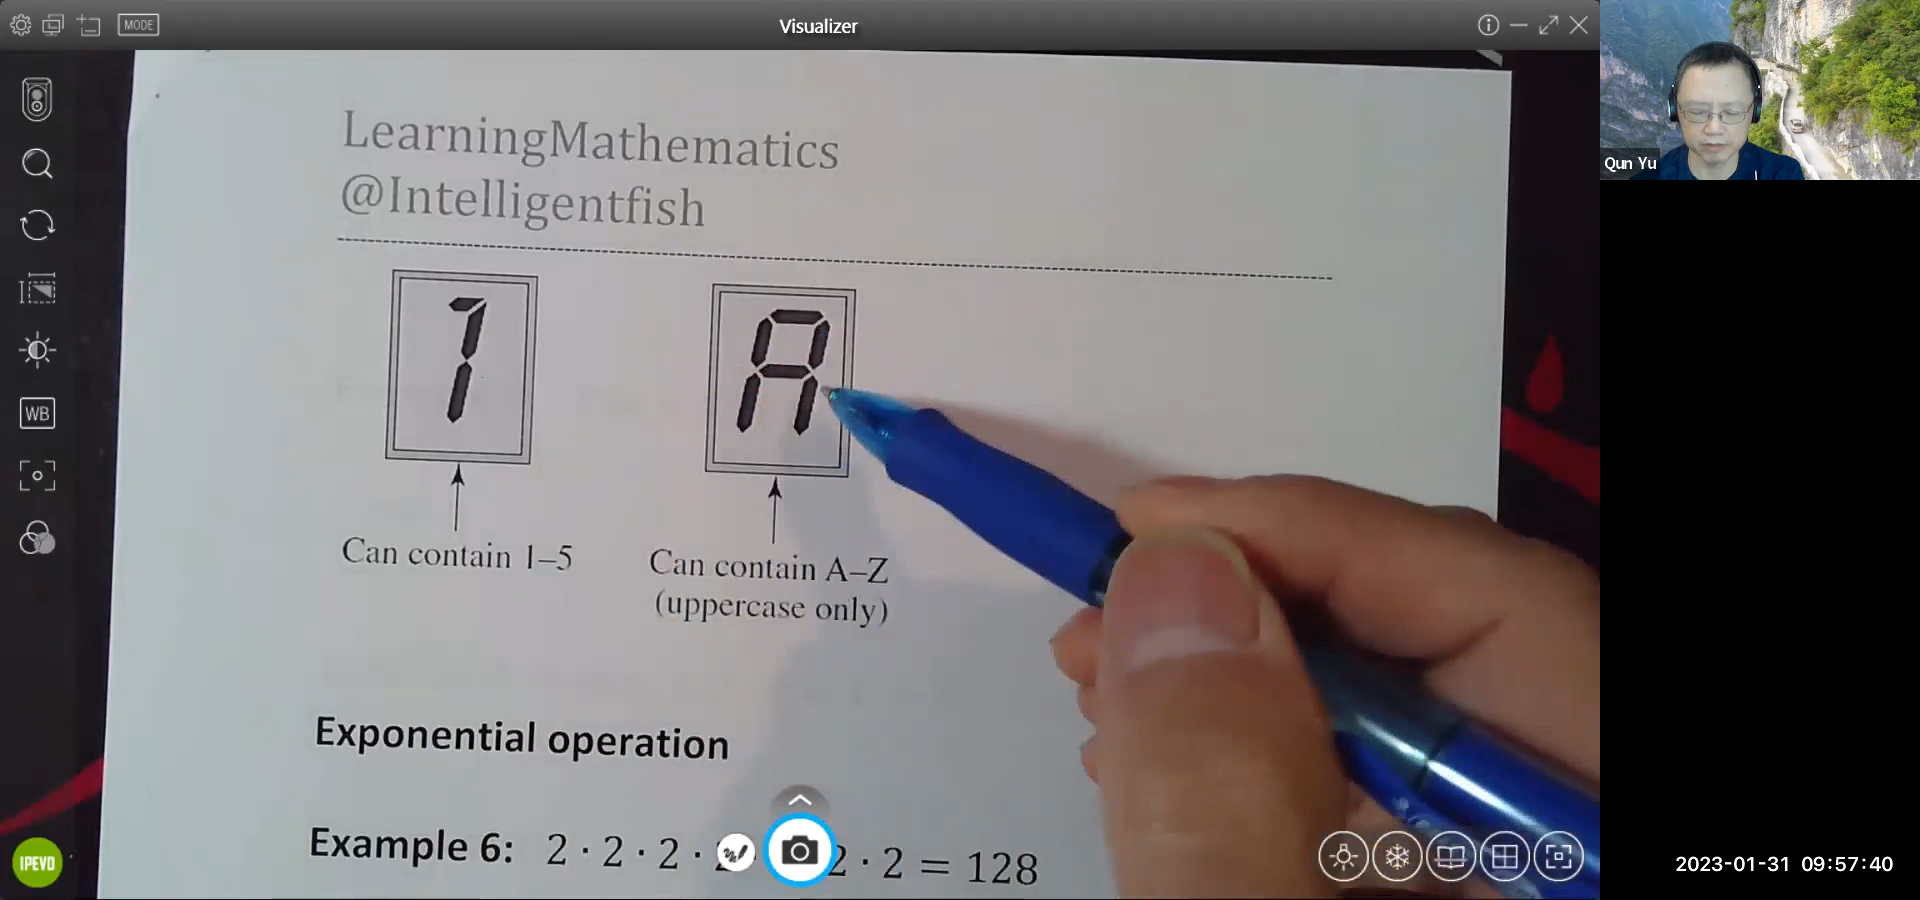 MODE
Visualizer
Qun Yu
LearningMathematics
@Intelligentfish
1
A
Can contain 1–5
Can contain A–Z
(uppercase only)
WB
Exponential operation
Example 6: 2 · 2 · 2 · 2 · 2 = 128
IPEVO
2023-01-31 09:57:40